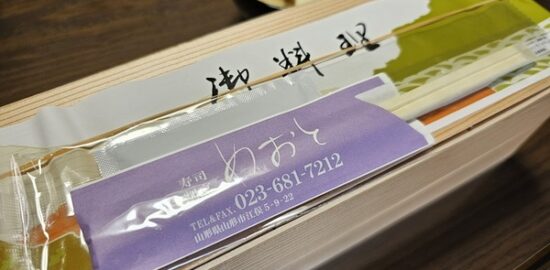 御料理
寿司
めおと
023-681-7212
TEL&FAX.
山形県山形市江俣5-9-22